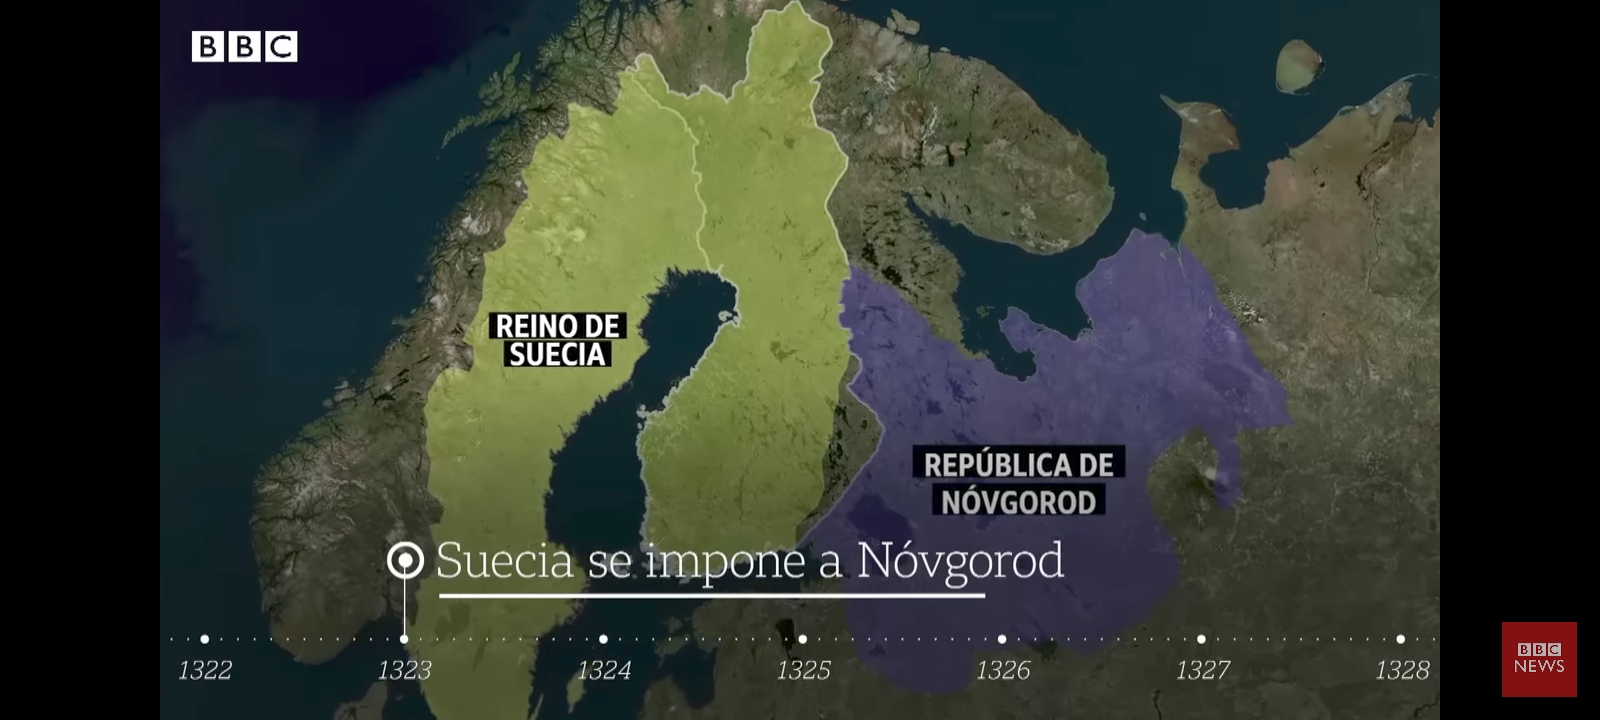 BBC
REINO DE
SUECIA
REPÚBLICA DE
NÓVGOROD
Suecia se impone a Nóvgorod
1322 1323 1324 1325 1326 1327 1328
BBC
NEWS